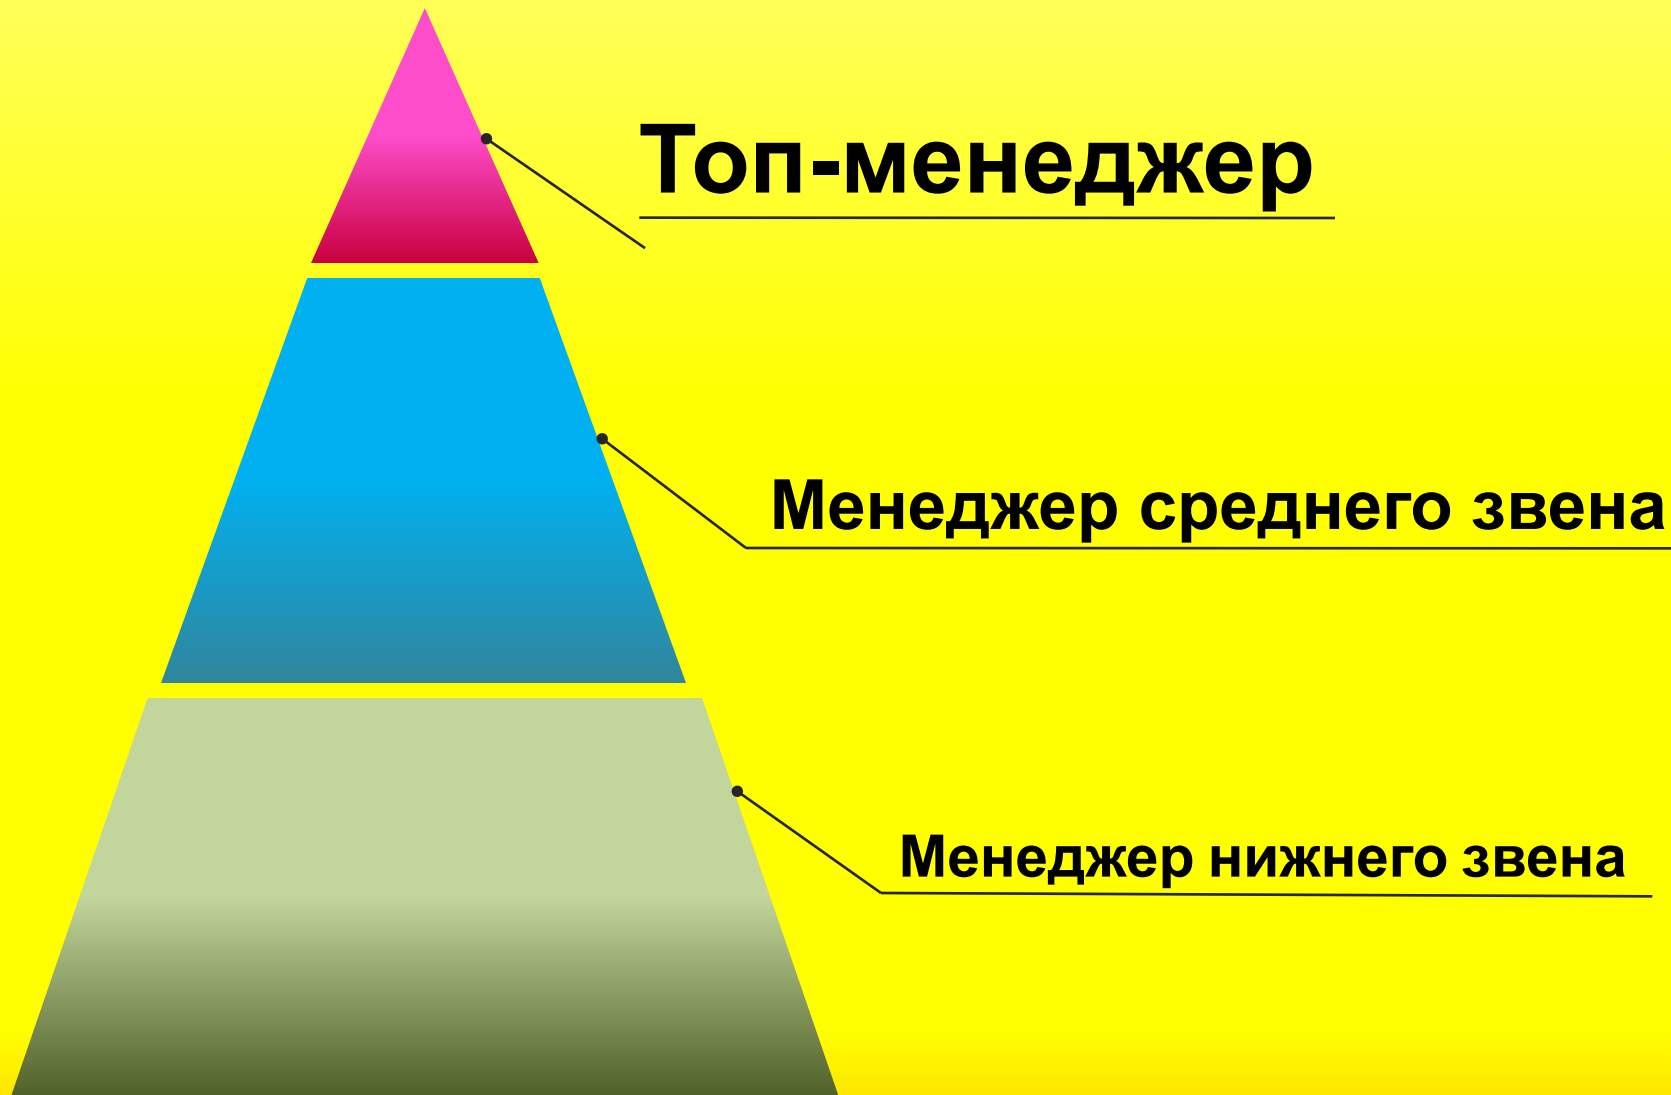 Топ-менеджер
Менеджер среднего звена
Менеджер нижнего звена